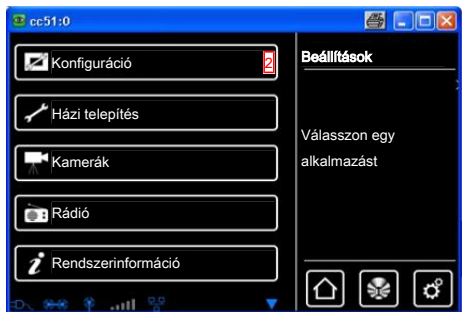 cc51:0
Konfiguráció 2
Házi telepítés
Kamerák
Rádió
Rendszerinformáció
Beállítások
Válasszon egy
alkalmazást